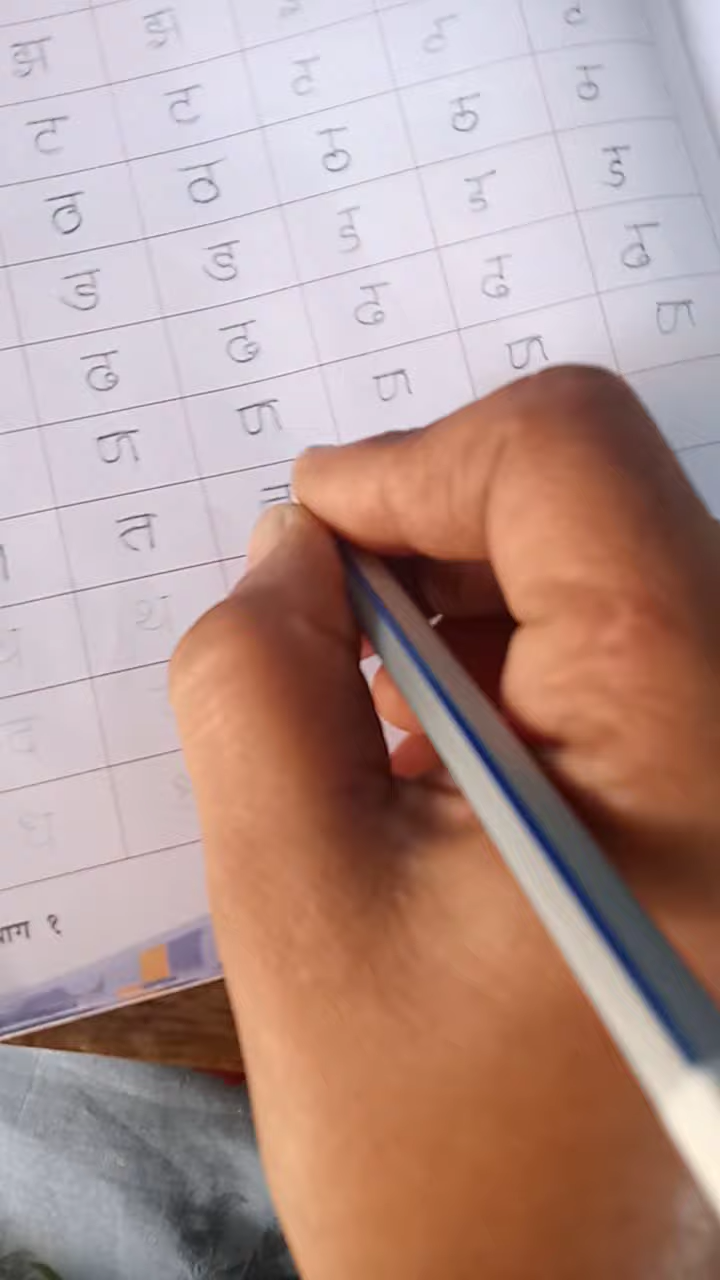 ट ट ट ट
ठ ठ ठ ठ ठ
ड ड ड ड ड
ढ ढ ढ ढ ढ
ण ण ण ण ण
त
थ थ
द
ध
भाग १